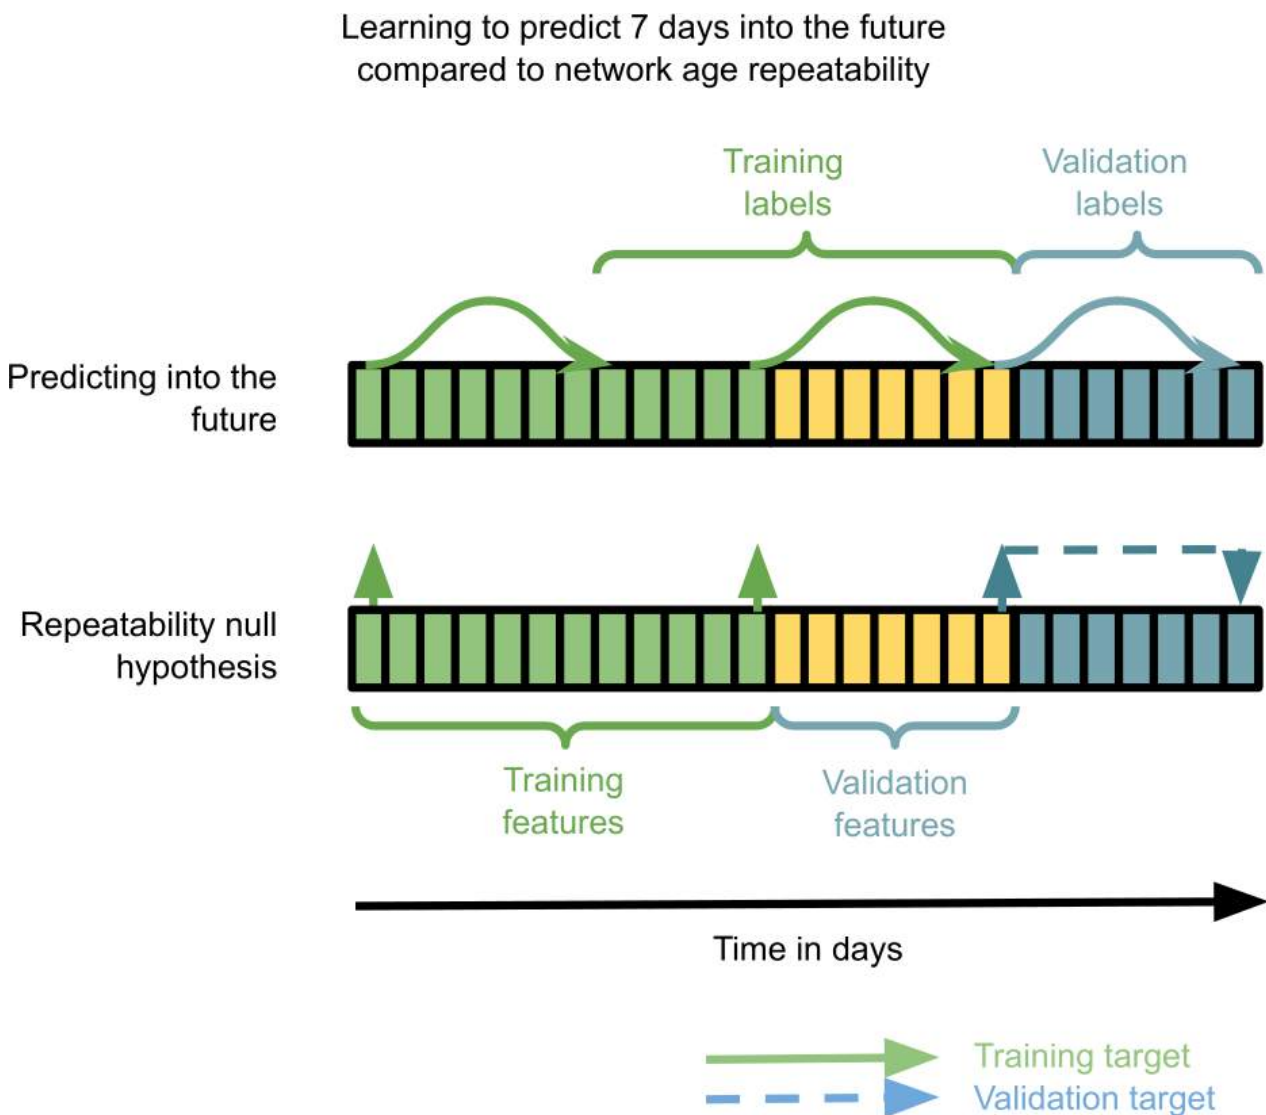 Learning to predict 7 days into the future
compared to network age repeatability
Training
labels
Validation
labels
Predicting into the
future
Repeatability null
hypothesis
Training
features
Validation
features
Time in days
Training target
Validation target